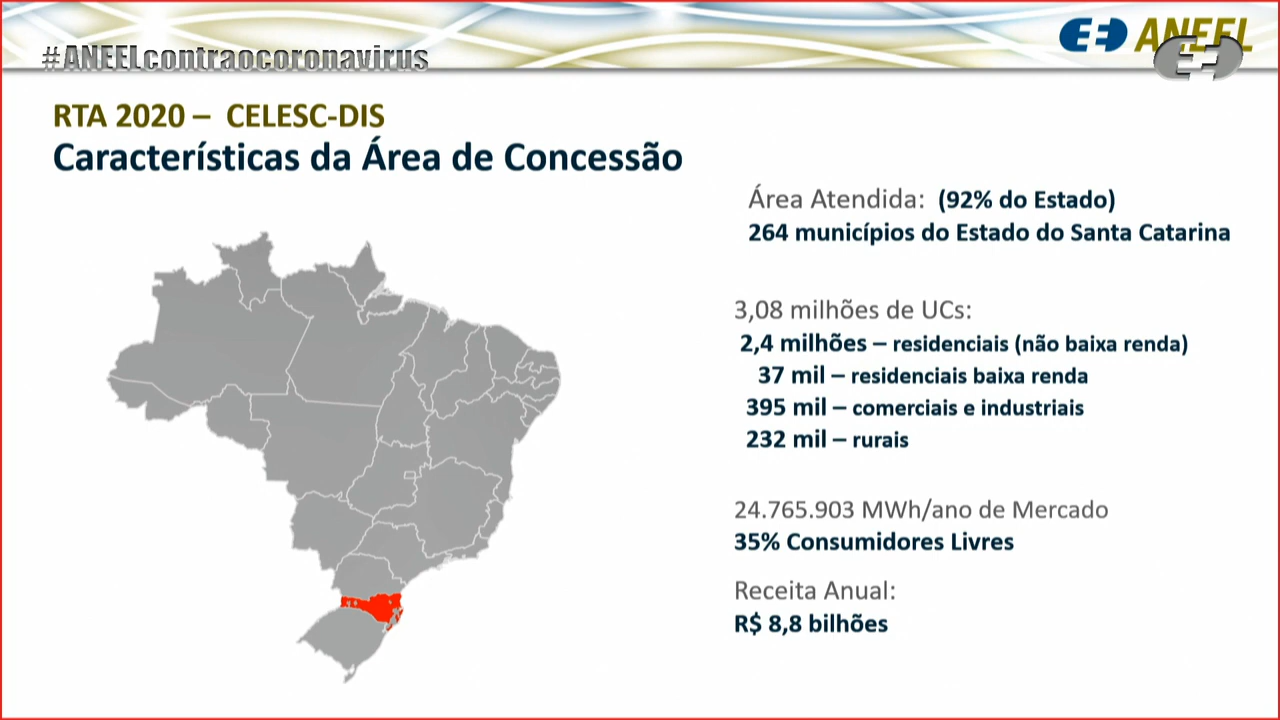 ANEEL
#ANEELcontraocoronavirus
RTA 2020 – CELESC-DIS
Características da Área de Concessão
Área Atendida: (92% do Estado)
264 municípios do Estado do Santa Catarina
3,08 milhões de UCs:
2,4 milhões – residenciais (não baixa renda)
37 mil – residenciais baixa renda
395 mil – comerciais e industriais
232 mil – rurais
24.765.903 MWh/ano de Mercado
35% Consumidores Livres
Receita Anual:
R$ 8,8 bilhões